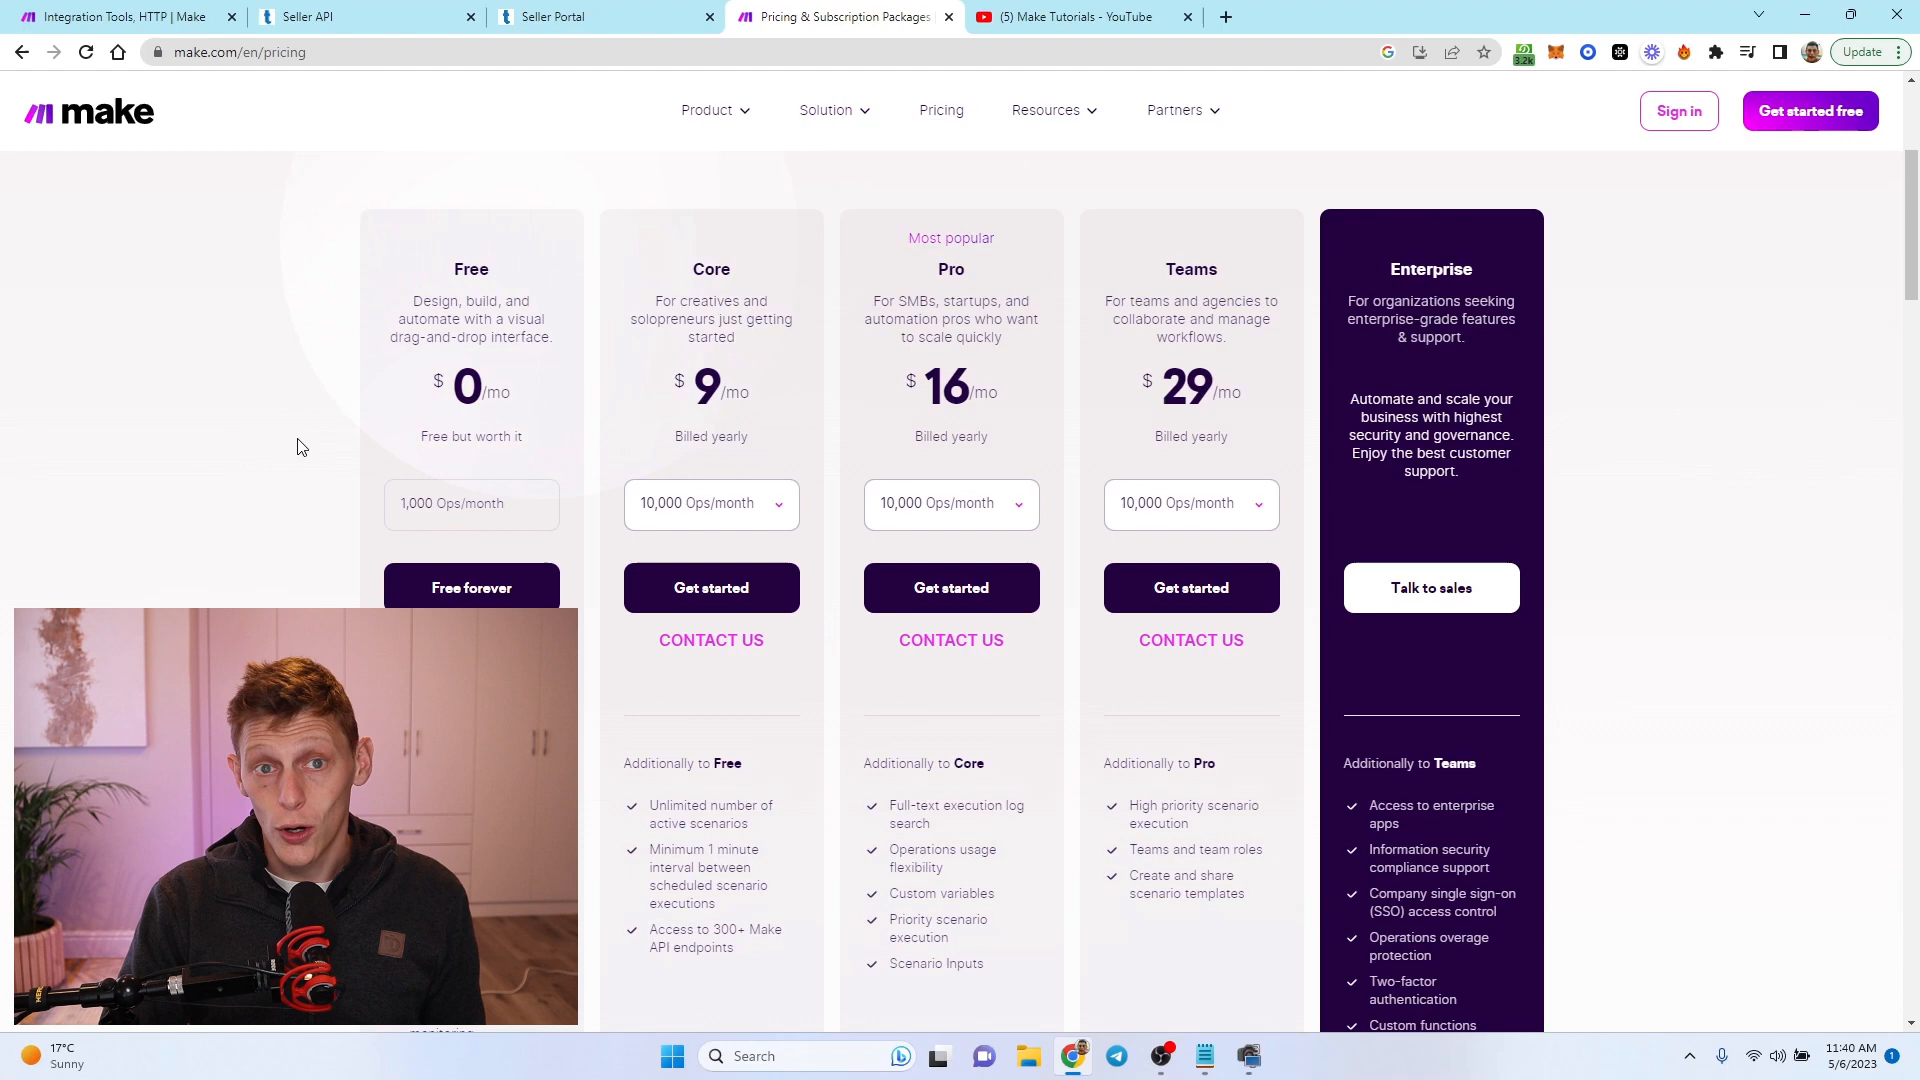 Integration Tools, HTTP | Make
Seller API
Seller Portal
Pricing & Subscription Packages
(5) Make Tutorials - YouTube
make.com/en/pricing
3.2k
Update
make
Product
Solution
Pricing
Resources
Partners
Sign in
Get started free
Free
Design, build, and
automate with a visual
drag-and-drop interface.
$ 0/mo
Free but worth it
1,000 Ops/month
Free forever
Core
For creatives and
solopreneurs just getting
started
$ 9/mo
Billed yearly
10,000 Ops/month
Get started
CONTACT US
Additionally to Free
Unlimited number of
active scenarios
Minimum 1 minute
interval between
scheduled scenario
executions
Access to 300+ Make
API endpoints
Most popular
Pro
For SMBs, startups, and
automation pros who want
to scale quickly
$ 16/mo
Billed yearly
10,000 Ops/month
Get started
CONTACT US
Additionally to Core
Full-text execution log
search
Operations usage
flexibility
Custom variables
Priority scenario
execution
Scenario Inputs
Teams
For teams and agencies to
collaborate and manage
workflows.
$ 29/mo
Billed yearly
10,000 Ops/month
Get started
CONTACT US
Additionally to Pro
High priority scenario
execution
Teams and team roles
Create and share
scenario templates
Enterprise
For organizations seeking
enterprise-grade features
& support.
Automate and scale your
business with highest
security and governance.
Enjoy the best customer
support.
Talk to sales
Additionally to Teams
Access to enterprise
apps
Information security
compliance support
Company single sign-on
(SSO) access control
Operations overage
protection
Two-factor
authentication
Custom functions
17°C
Sunny
Search
11:40 AM
5/6/2023
1